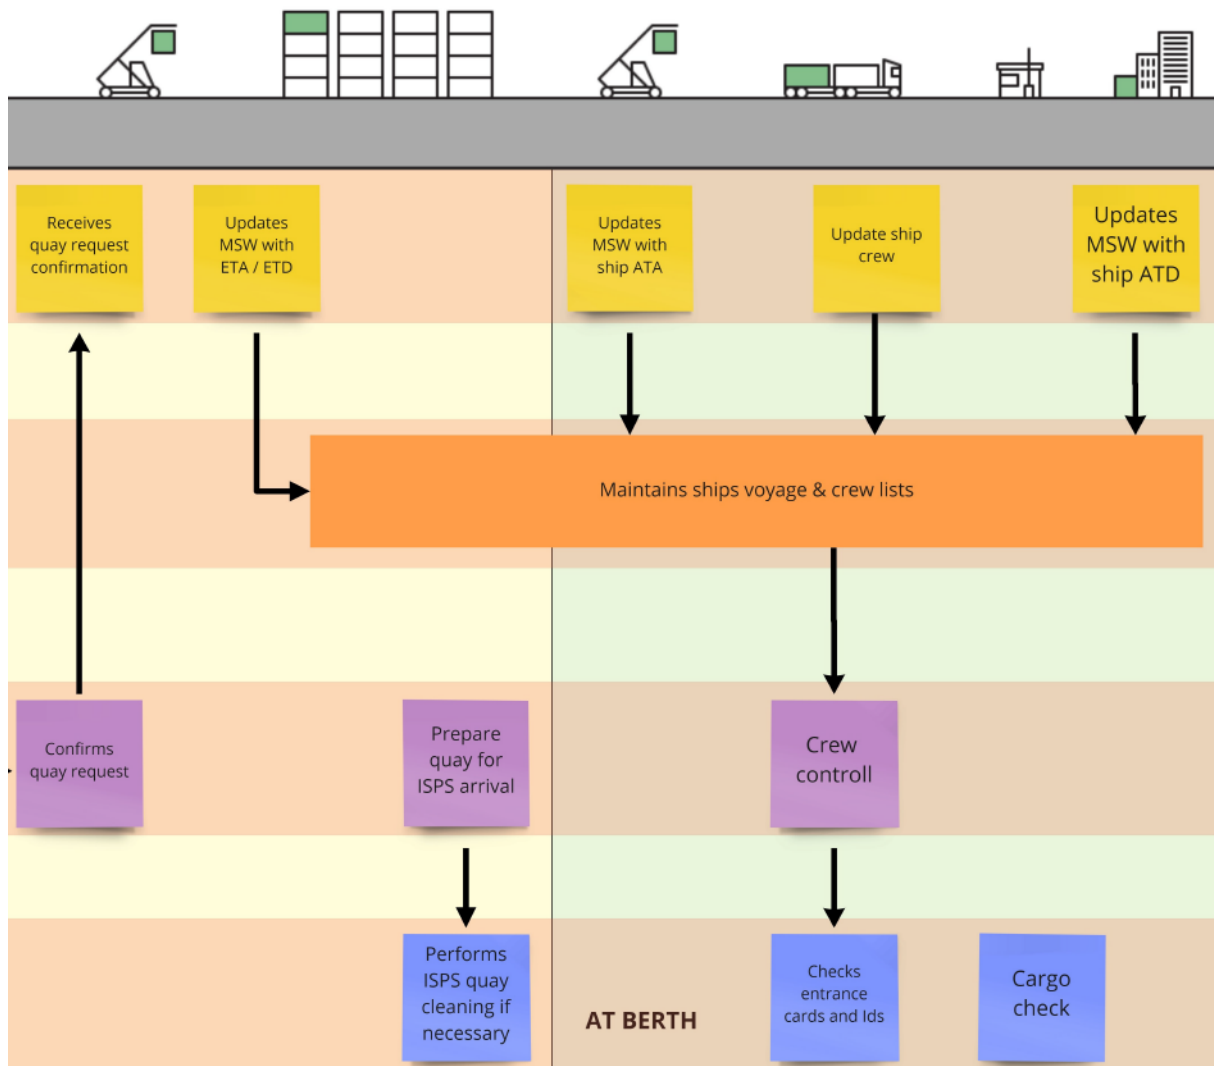 Receives
quay request
confirmation
Updates
MSW with
ETA / ETD
Updates
MSW with
ship ATA
Update ship
crew
Updates
MSW with
ship ATD
Maintains ships voyage & crew lists
Confirms
quay request
Prepare
quay for
ISPS arrival
Crew
controll
Performs
ISPS quay
cleaning if
necessary
AT BERTH
Checks
entrance
cards and Ids
Cargo
check